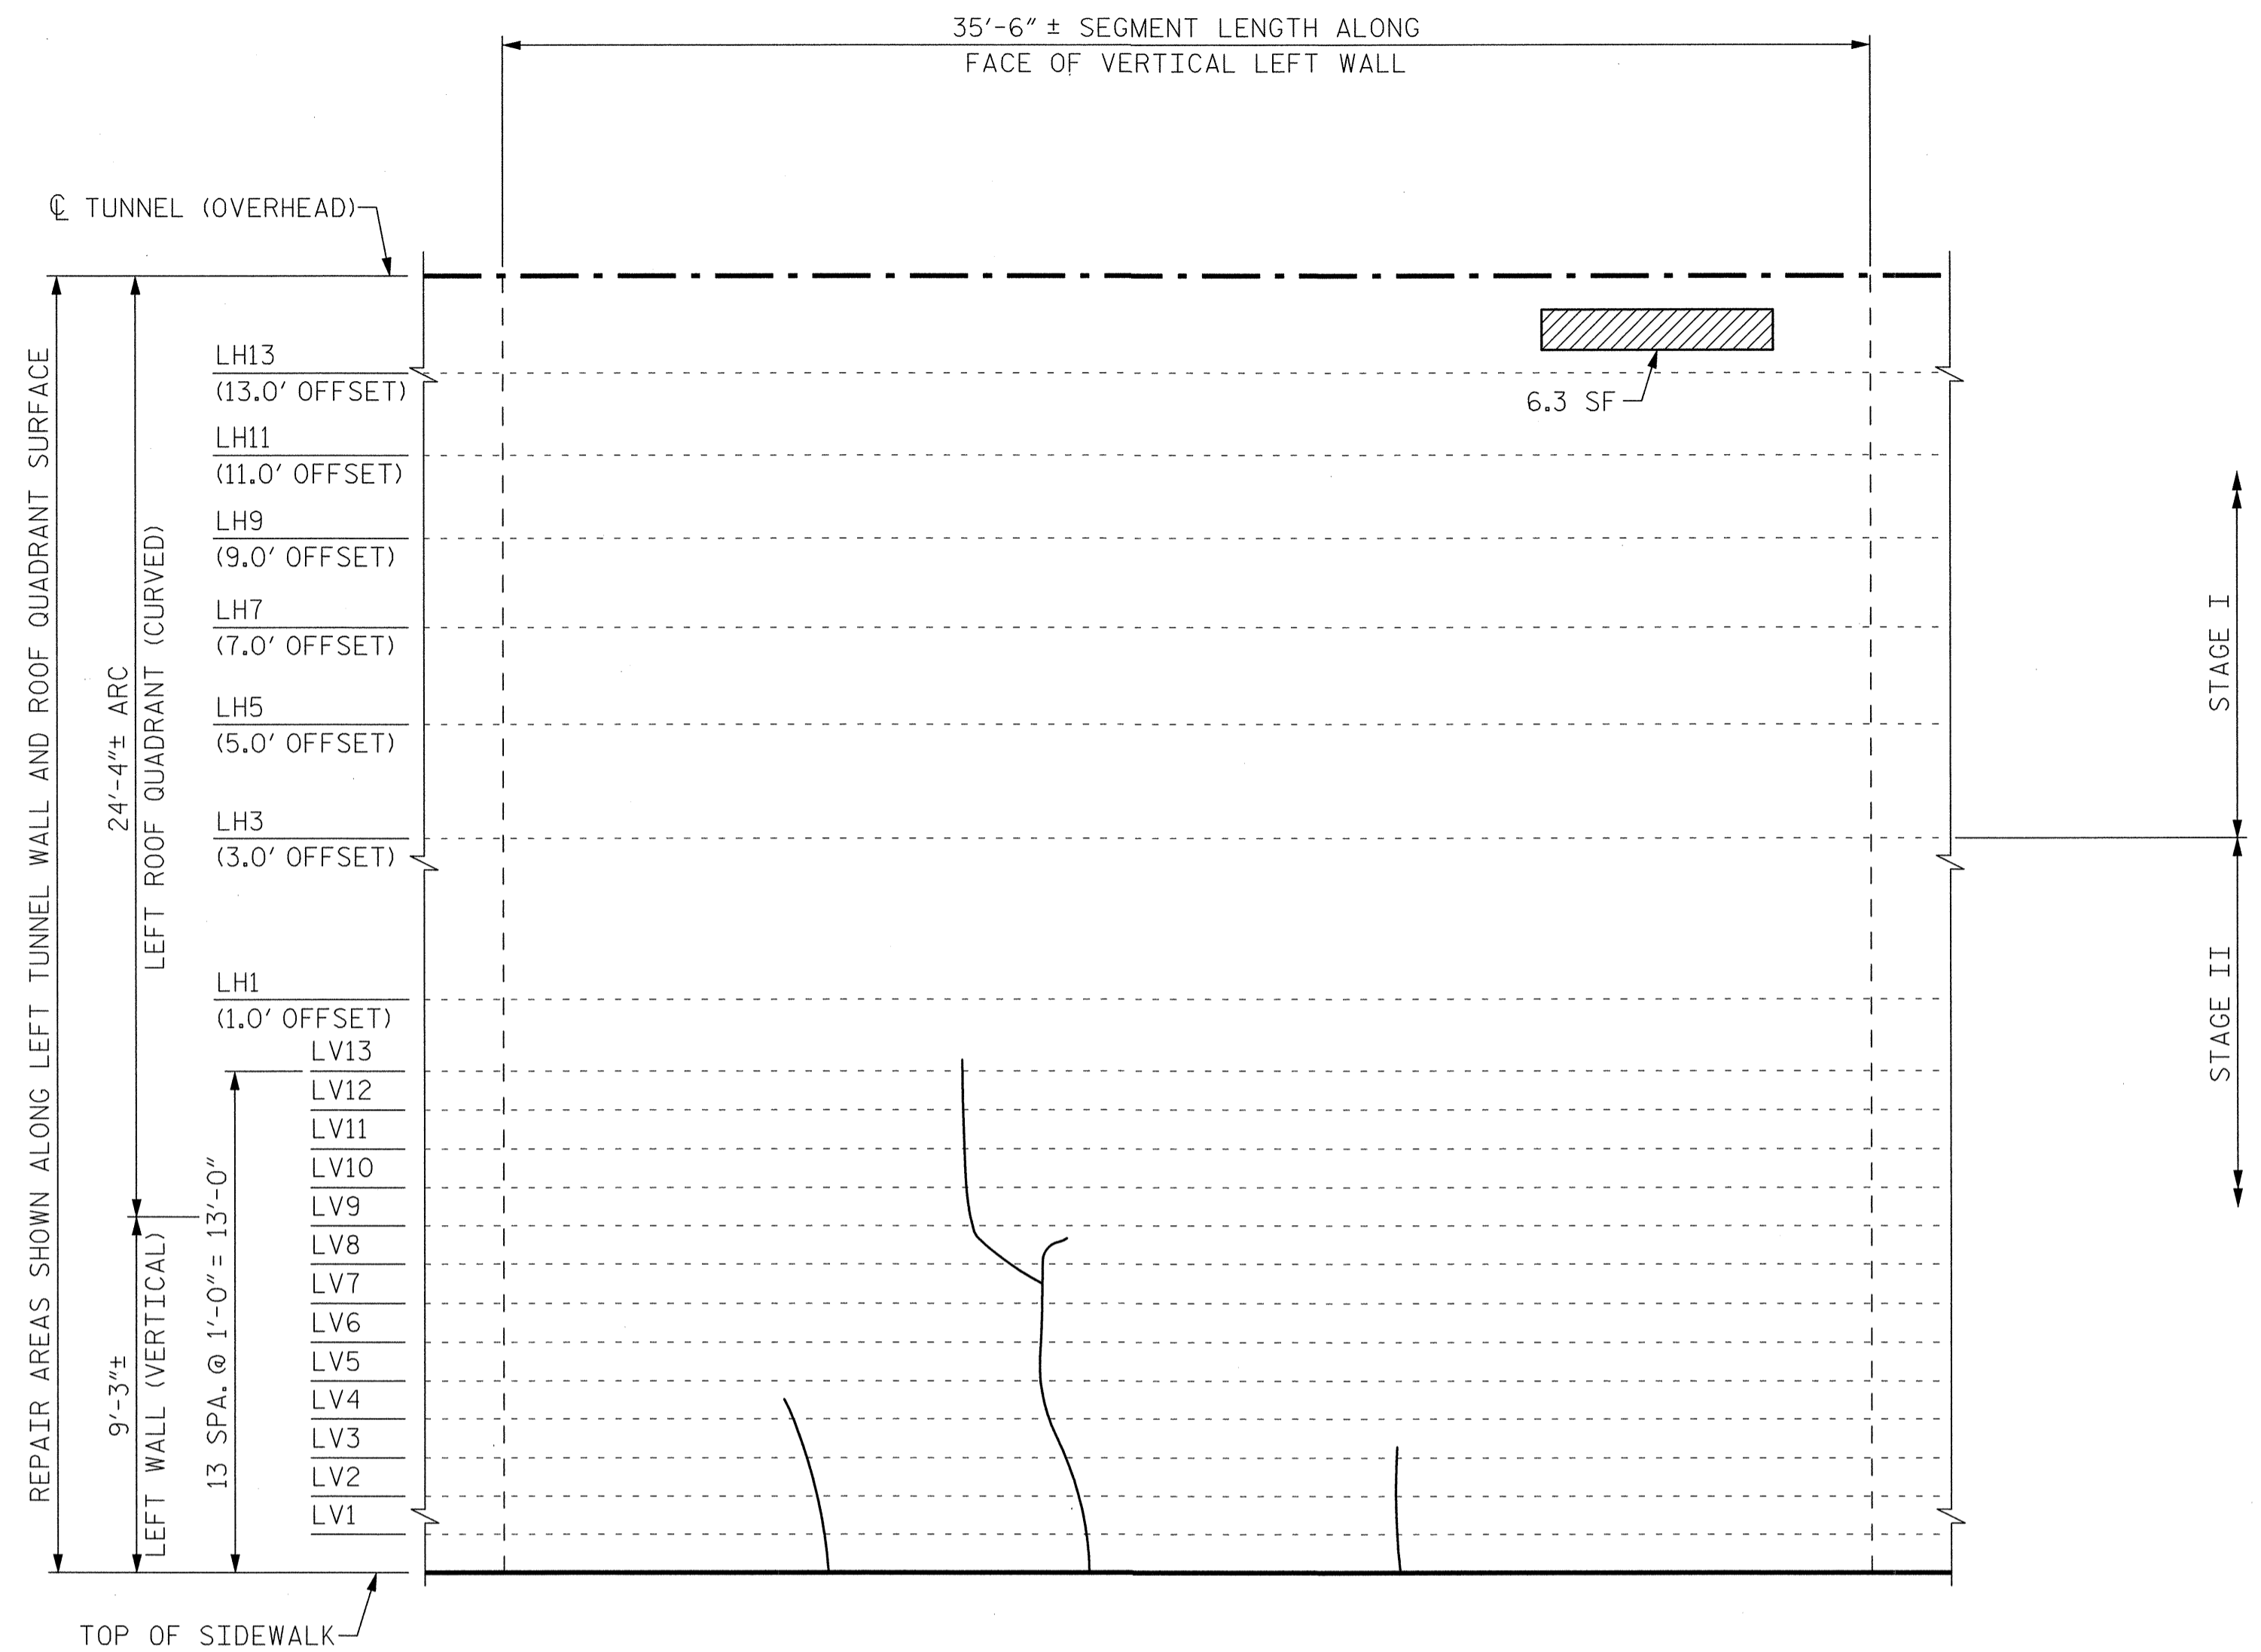 35'-6"± SEGMENT LENGTH ALONG
FACE OF VERTICAL LEFT WALL
℄ TUNNEL (OVERHEAD)
LH13
(13.0' OFFSET)
6.3 SF
LH11
(11.0' OFFSET)
LH9
(9.0' OFFSET)
LH7
(7.0' OFFSET)
LH5
(5.0' OFFSET)
LH3
(3.0' OFFSET)
LH1
(1.0' OFFSET)
LV13
LV12
LV11
LV10
LV9
LV8
LV7
LV6
LV5
LV4
LV3
LV2
LV1
REPAIR AREAS SHOWN ALONG LEFT TUNNEL WALL AND ROOF QUADRANT SURFACE
24'-4"± ARC
LEFT ROOF QUADRANT (CURVED)
9'-3"±
LEFT WALL (VERTICAL)
13 SPA. @ 1'-0" = 13'-0"
STAGE I
STAGE II
TOP OF SIDEWALK